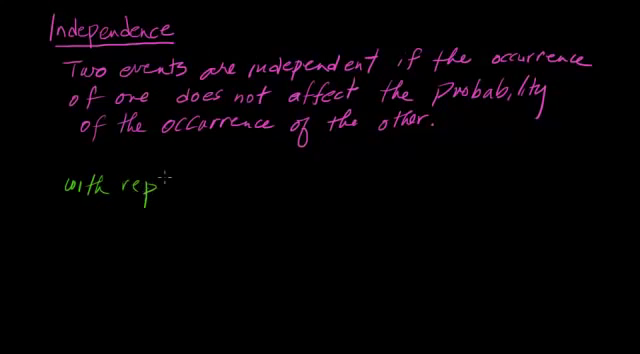 Independence
Two events are independent if the occurrence
of one does not affect the probability
of the occurrence of the other.
with rep